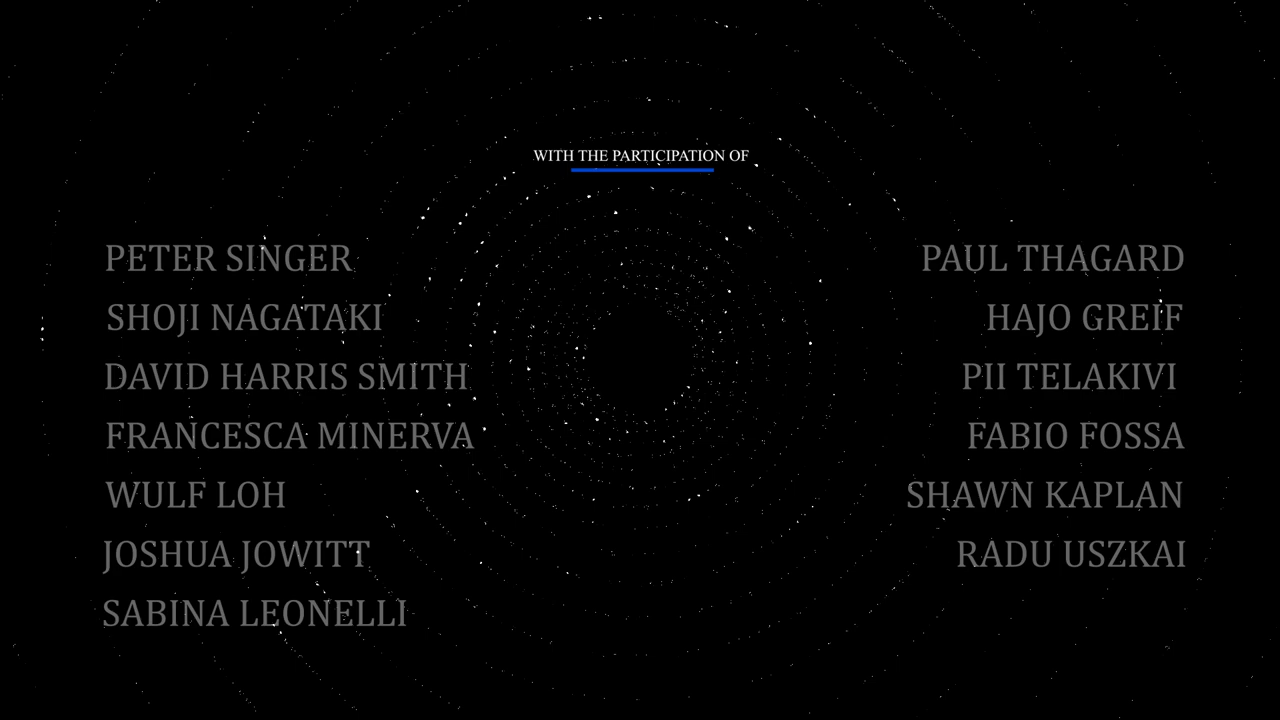 WITH THE PARTICIPATION OF
PETER SINGER
SHOJI NAGATAKI
DAVID HARRIS SMITH
FRANCESCA MINERVA
WULF LOH
JOSHUA JOWITT
SABINA LEONELLI
PAUL THAGARD
HAJO GREIF
PII TELAKIVI
FABIO FOSSA
SHAWN KAPLAN
RADU USZKAI